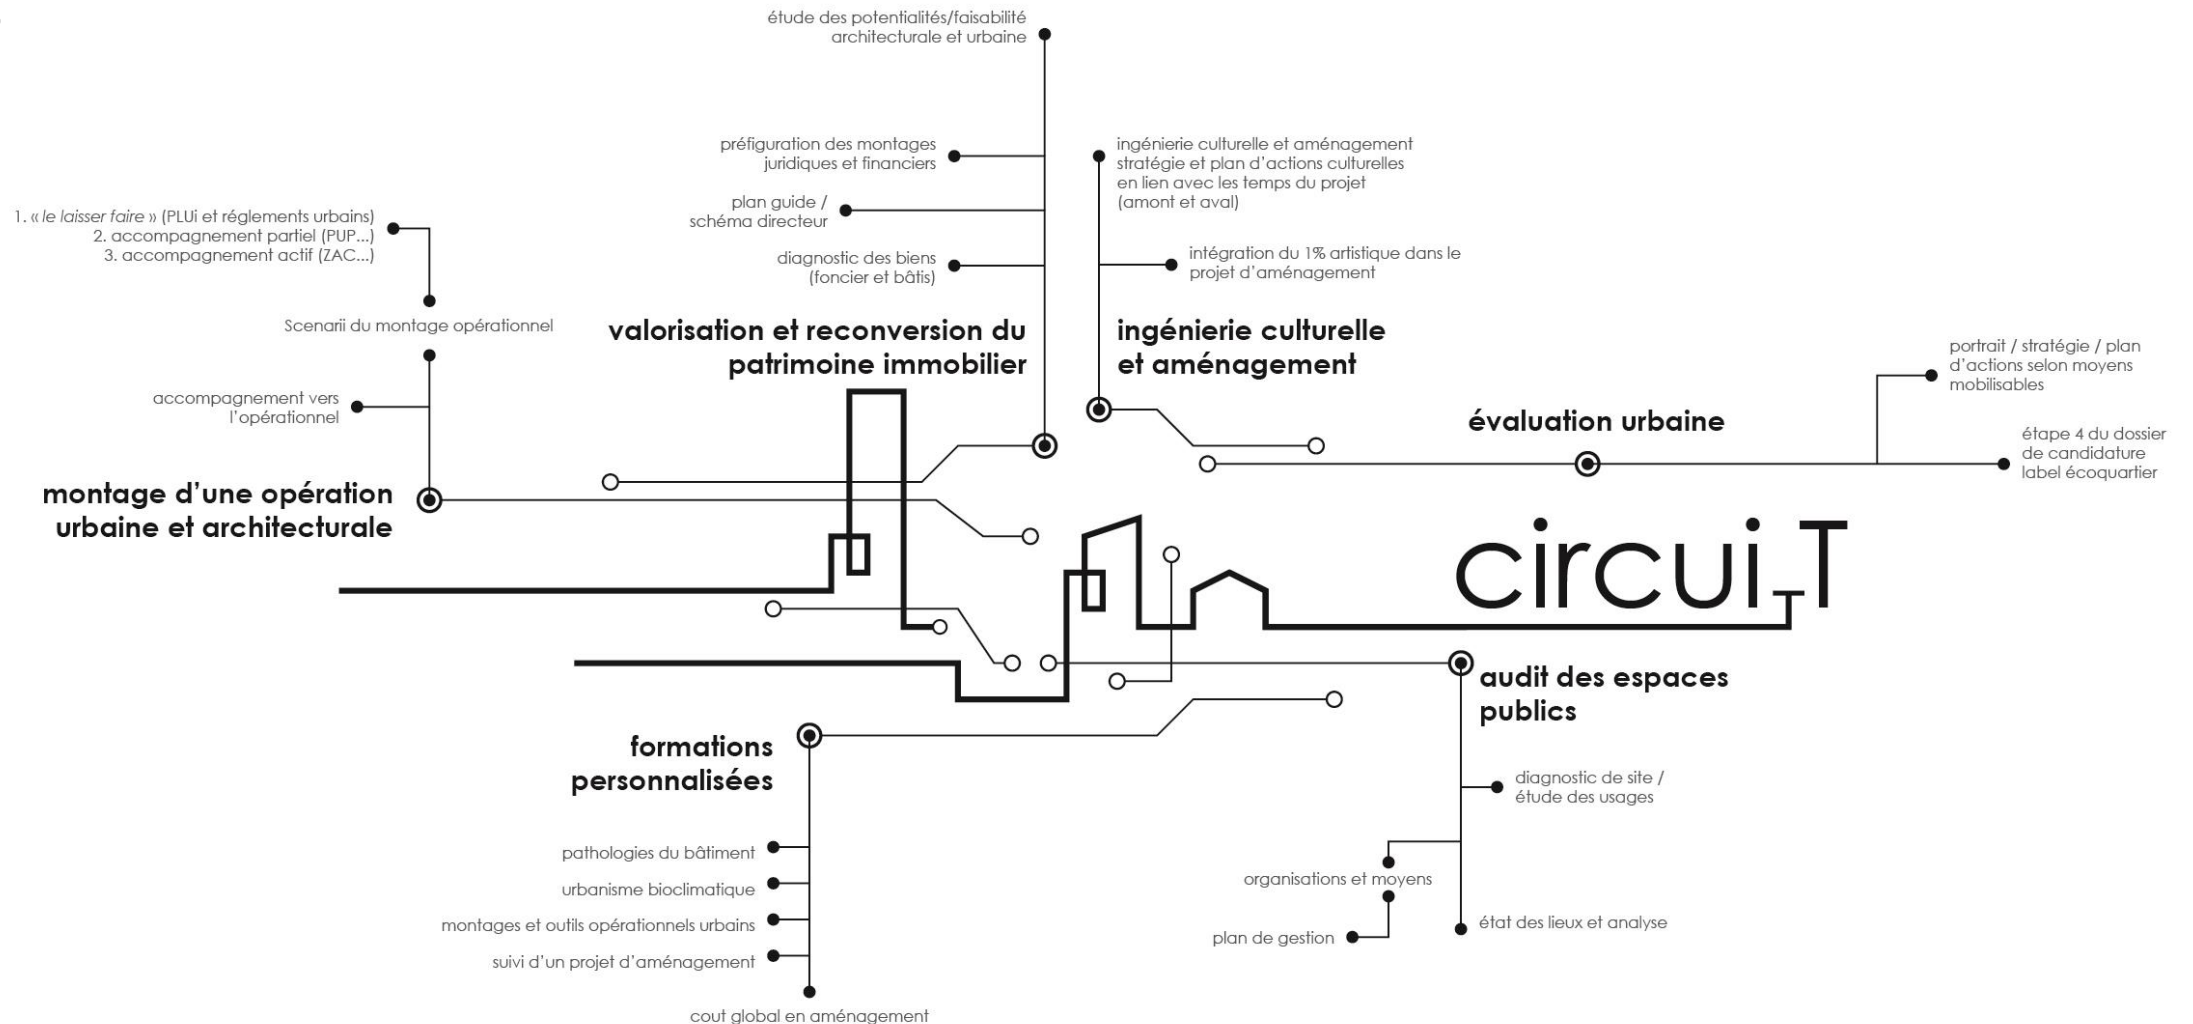 étude des potentialités/faisabilité
architecturale et urbaine
préfiguration des montages
juridiques et financiers
plan guide /
schéma directeur
diagnostic des biens
(foncier et bâtis)
valorisation et reconversion du
patrimoine immobilier
ingénierie culturelle et aménagement
stratégie et plan d'actions culturelles
en lien avec les temps du projet
(amont et aval)
intégration du 1% artistique dans le
projet d'aménagement
ingénierie culturelle
et aménagement
1. « le laisser faire » (PLUi et réglements urbains)
2. accompagnement partiel (PUP...)
3. accompagnement actif (ZAC...)
Scenarii du montage opérationnel
accompagnement vers
l'opérationnel
montage d'une opération
urbaine et architecturale
portrait / stratégie / plan
d'actions selon moyens
mobilisables
évaluation urbaine
étape 4 du dossier
de candidature
label écoquartier
circui_T
audit des espaces
publics
diagnostic de site /
étude des usages
organisations et moyens
plan de gestion
état des lieux et analyse
formations
personnalisées
pathologies du bâtiment
urbanisme bioclimatique
montages et outils opérationnels urbains
suivi d'un projet d'aménagement
cout global en aménagement